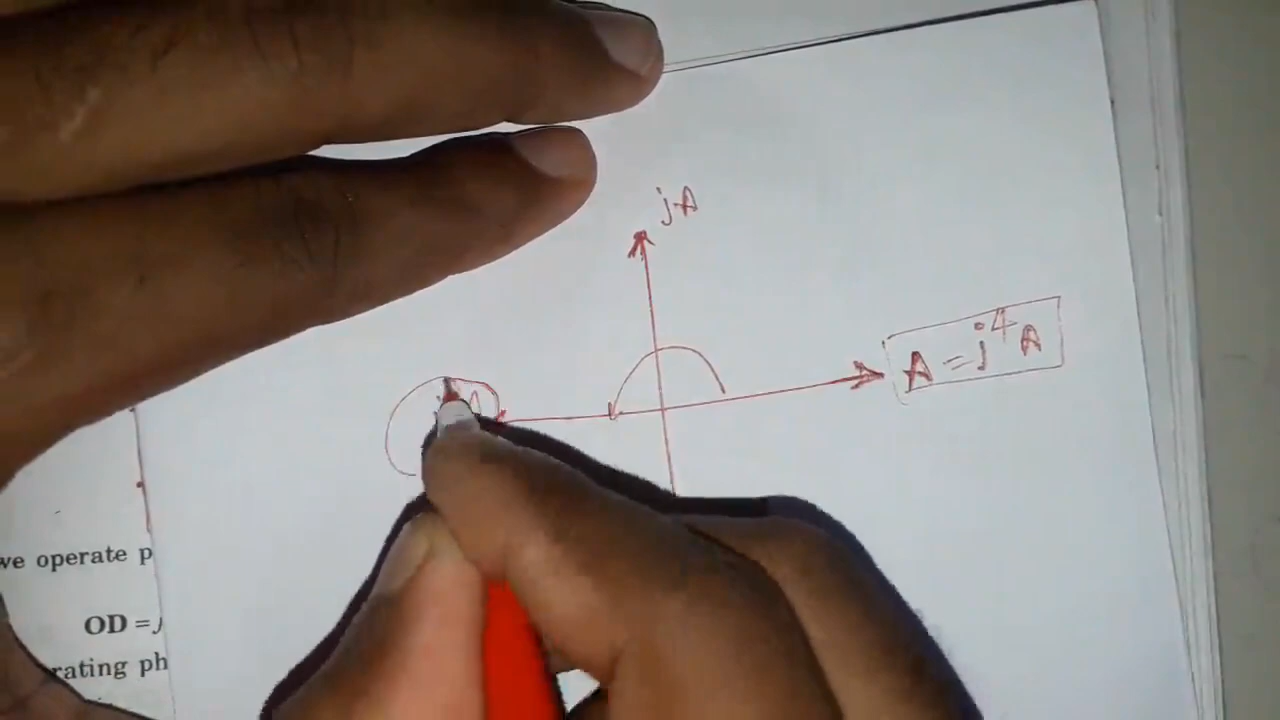 jA
A = j⁴A
we operate p
OD =
rating ph